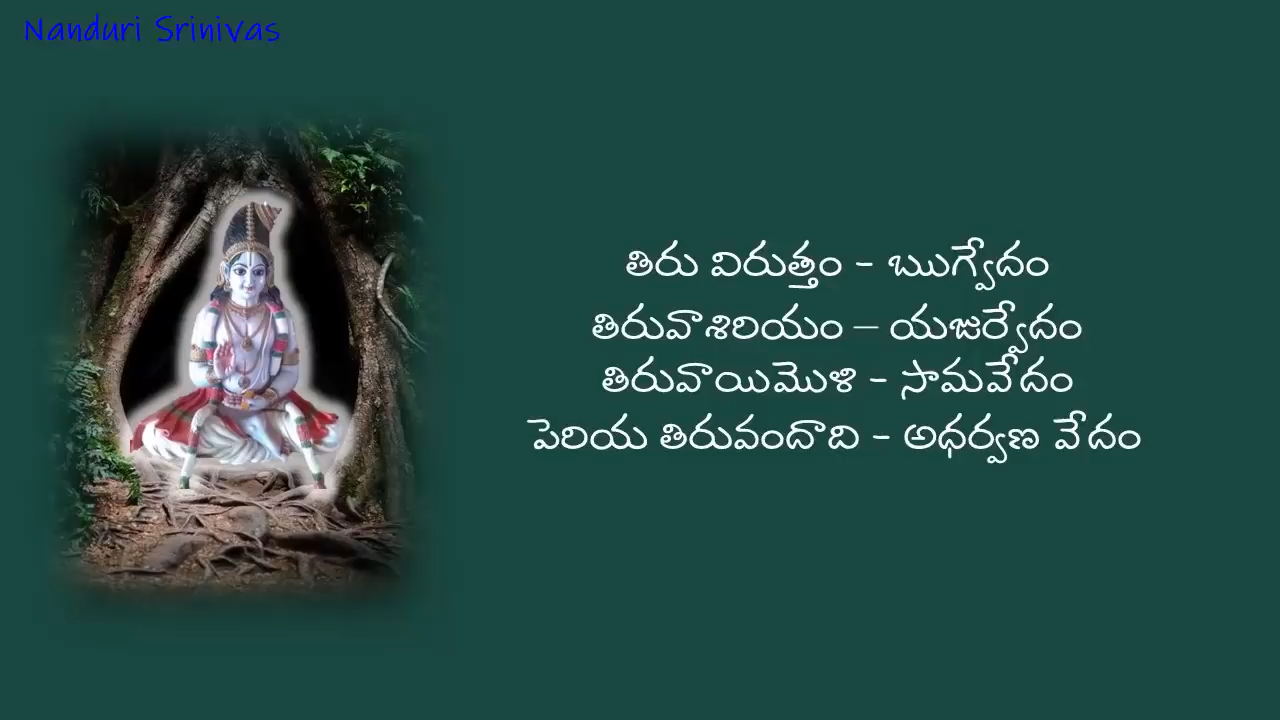 Nanduri Srinivas
తిరు విరుత్తం - ఋగ్వేదం
తిరువాశిరియం – యజుర్వేదం
తిరువాయిమొళి - సామవేదం
పెరియ తిరువందాది - అధర్వణ వేదం